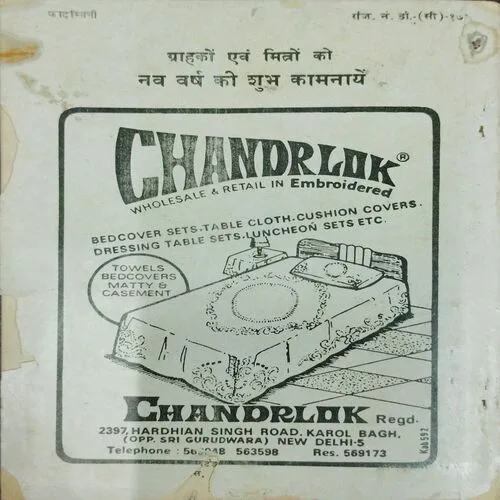 कादम्बिनी
रजि. नं. डी.-(सी)-१७
ग्राहकों एवं मित्रों को
नव वर्ष की शुभ कामनायें
CHANDRLOK®
WHOLESALE & RETAIL IN Embroidered
BEDCOVER SETS-TABLE CLOTH-CUSHION COVERS-
DRESSING TABLE SETS,LUNCHEON SETS ETC.
TOWELS
BEDCOVERS
MATTY &
CASEMENT
CHANDRLOK Regd.
2397, HARDHIAN SINGH ROAD, KAROL BAGH,
(OPP. SRI GURUDWARA) NEW DELHI-5
Telephone : 563598 Res. 569173
Kab592